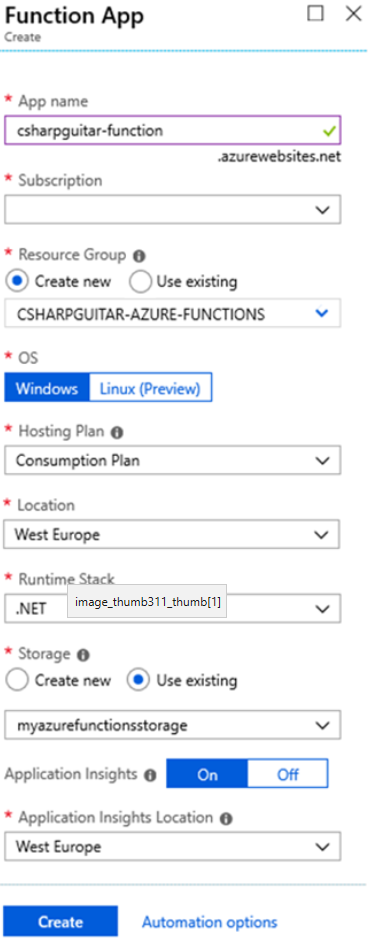 Function App
Create
* App name
csharpguitar-function
.azurewebsites.net
* Subscription
* Resource Group
Create new Use existing
CSHARPGUITAR-AZURE-FUNCTIONS
* OS
Windows Linux (Preview)
* Hosting Plan
Consumption Plan
* Location
West Europe
* Runtime Stack
.NET
image_thumb311_thumb[1]
* Storage
Create new Use existing
myazurefunctionsstorage
Application Insights On Off
* Application Insights Location
West Europe
Create Automation options